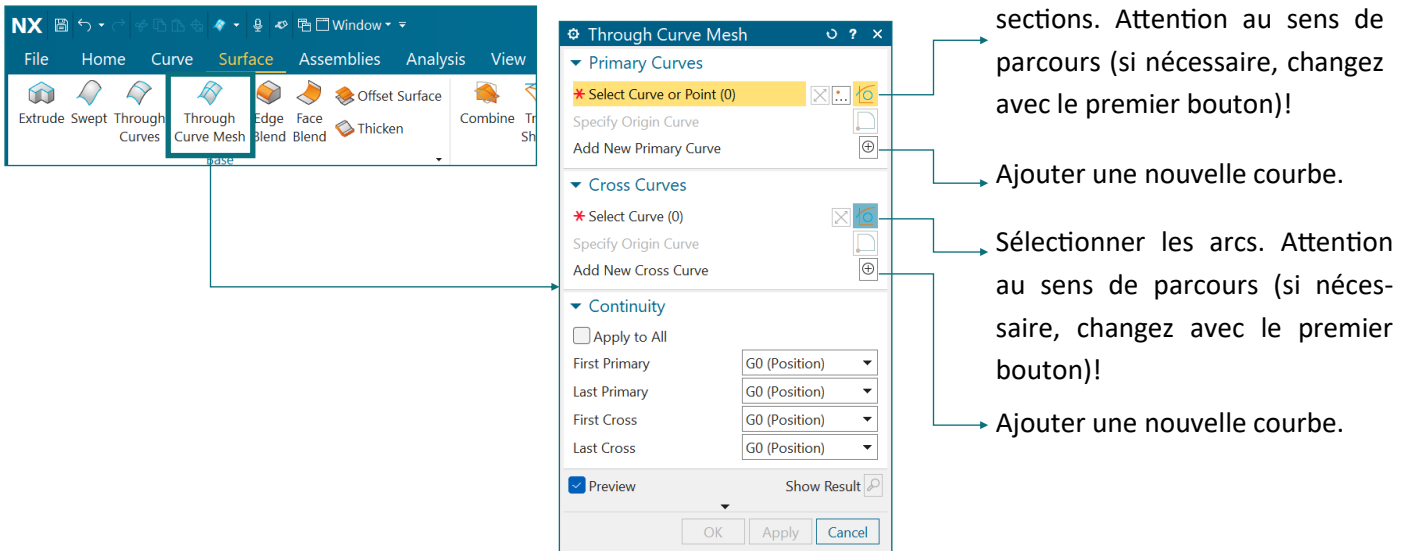 NX Window
File Home Curve Surface Assemblies Analysis View
Extrude Swept Through Curves Through Curve Mesh Edge Blend Face Blend Offset Surface Thicken Combine
Base
Through Curve Mesh ? ×
Primary Curves
* Select Curve or Point (0)
Specify Origin Curve
Add New Primary Curve
Cross Curves
* Select Curve (0)
Specify Origin Curve
Add New Cross Curve
Continuity
Apply to All
First Primary G0 (Position)
Last Primary G0 (Position)
First Cross G0 (Position)
Last Cross G0 (Position)
Preview Show Result
OK Apply Cancel
sections. Attention au sens de
parcours (si nécessaire, changez
avec le premier bouton)!
Ajouter une nouvelle courbe.
Sélectionner les arcs. Attention
au sens de parcours (si néces-
saire, changez avec le premier
bouton)!
Ajouter une nouvelle courbe.